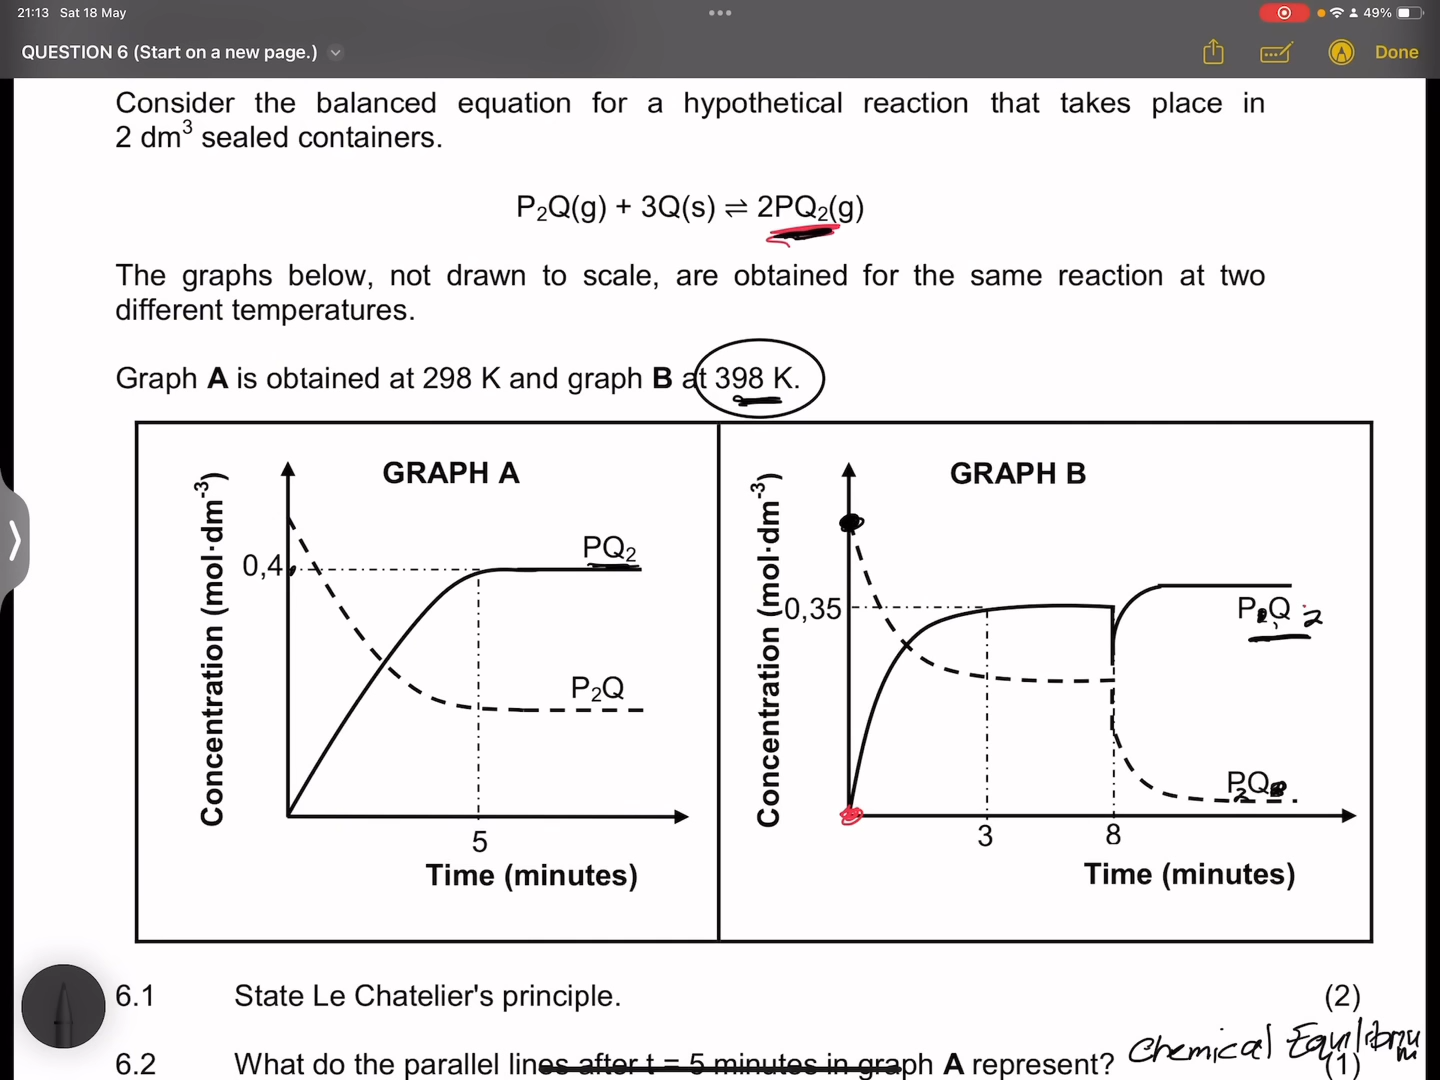 21:13 Sat 18 May
49%
QUESTION 6 (Start on a new page.)
Done
Consider the balanced equation for a hypothetical reaction that takes place in
2 dm³ sealed containers.
P₂Q(g) + 3Q(s) ⇌ 2PQ₂(g)
The graphs below, not drawn to scale, are obtained for the same reaction at two
different temperatures.
Graph A is obtained at 298 K and graph B at 398 K.
GRAPH A
Concentration (mol·dm⁻³)
0,4
PQ₂
P₂Q
5
Time (minutes)
GRAPH B
Concentration (mol·dm⁻³)
0,35
PQ₂
P₂Q
3
8
Time (minutes)
6.1 State Le Chatelier's principle. (2)
6.2 What do the parallel lines after t = 5 minutes in graph A represent? (1)
Chemical Equilibrium